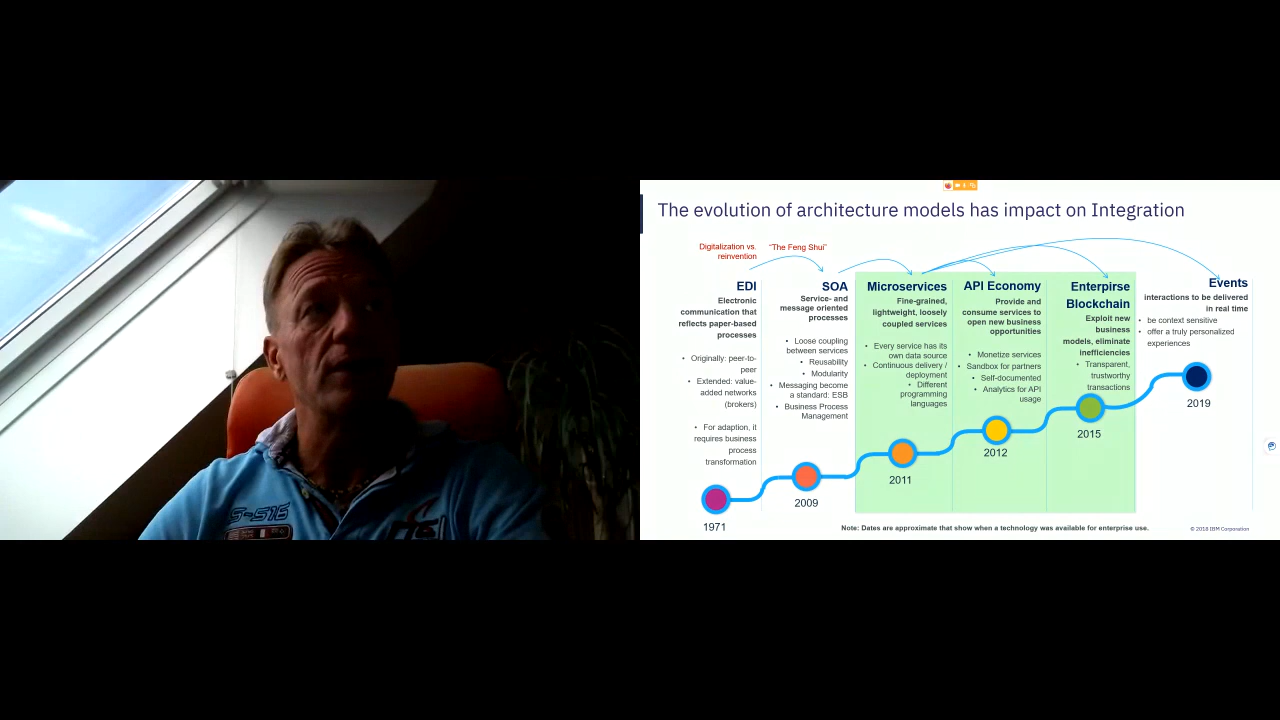 The evolution of architecture models has impact on Integration
Digitalization vs.
reinvention
"The Feng Shui"
EDI
Electronic
communication that
reflects paper-based
processes
• Originally: peer-to-
peer
• Extended: value-
added networks
(brokers)
• For adaption, it
requires business
process
transformation
1971
SOA
Service- and
message oriented
processes
• Loose coupling
between services
• Reusability
• Modularity
• Messaging become
a standard: ESB
• Business Process
Management
2009
Microservices
Fine-grained,
lightweight, loosely
coupled services
• Every service has its
own data source
• Continuous delivery /
deployment
• Different
programming
languages
2011
API Economy
Provide and
consume services to
open new business
opportunities
• Monetize services
• Sandbox for partners
• Self-documented
• Analytics for API
usage
2012
Enterpirse
Blockchain
Exploit new
business
models, eliminate
inefficiencies
• Transparent,
trustworthy
transactions
2015
Events
interactions to be delivered
in real time
• be context sensitive
• offer a truly personalized
experiences
2019
Note: Dates are approximate that show when a technology was available for enterprise use.
© 2018 IBM Corporation
S-S16